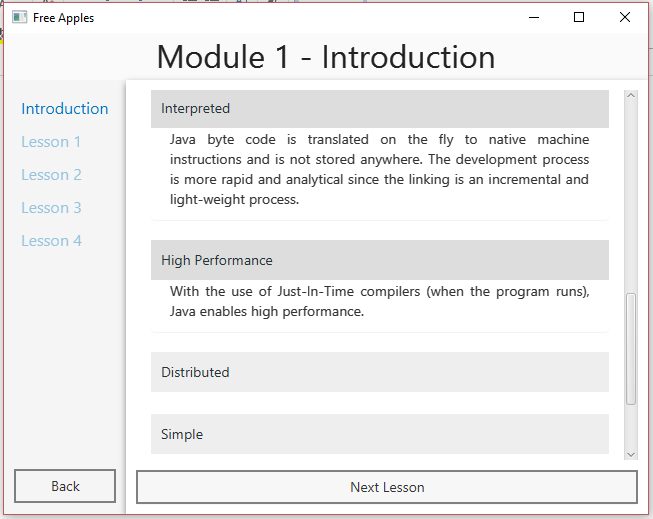 Free Apples
Module 1 - Introduction
Introduction
Lesson 1
Lesson 2
Lesson 3
Lesson 4
Back
Interpreted
Java byte code is translated on the fly to native machine
instructions and is not stored anywhere. The development process
is more rapid and analytical since the linking is an incremental and
light-weight process.
High Performance
With the use of Just-In-Time compilers (when the program runs),
Java enables high performance.
Distributed
Simple
Next Lesson